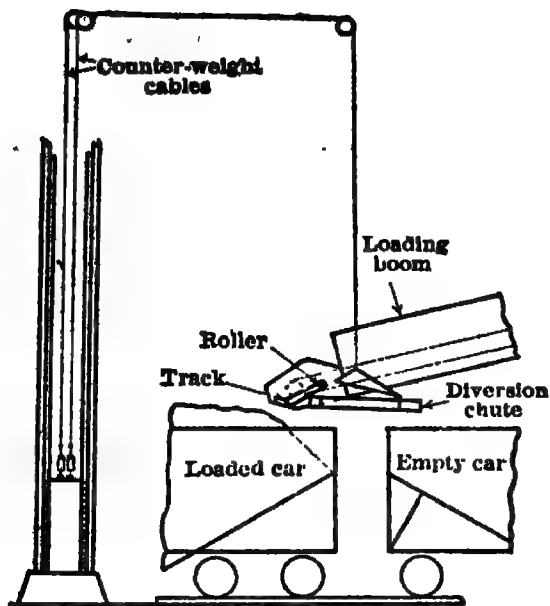 Counter-weight
cables
Loading
boom
Roller
Track
Diversion
chute
Loaded car
Empty car